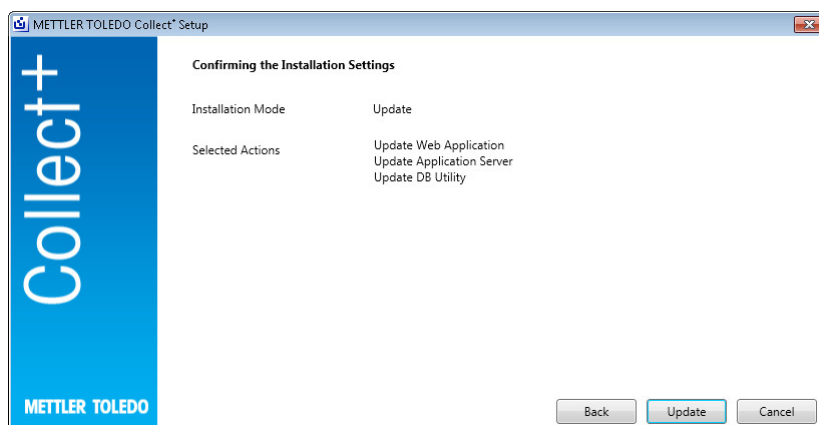 METTLER TOLEDO Collect+ Setup
Collect+
Confirming the Installation Settings
Installation Mode Update
Selected Actions Update Web Application
Update Application Server
Update DB Utility
METTLER TOLEDO
Back Update Cancel